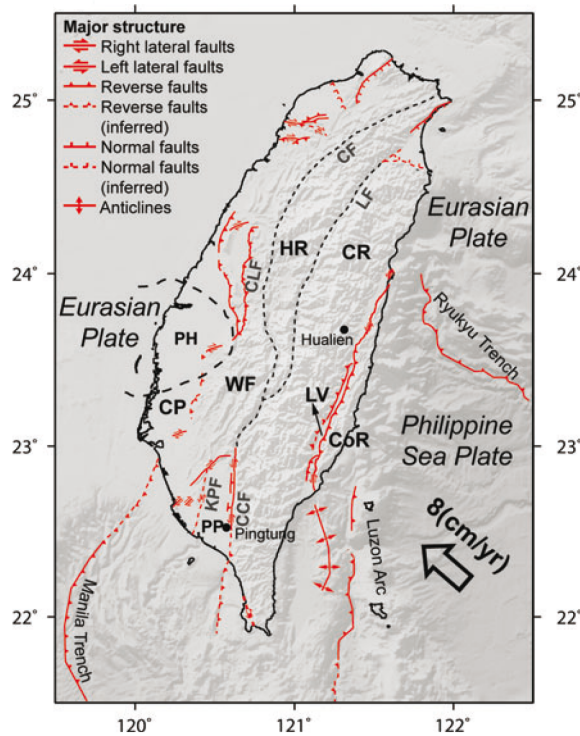 Major structure
Right lateral faults
Left lateral faults
Reverse faults
Reverse faults
(inferred)
Normal faults
Normal faults
(inferred)
Anticlines
25˚
24˚
23˚
22˚
25˚
24˚
23˚
22˚
120˚
121˚
122˚
CF
LF
HR
CR
CLF
Eurasian
Plate
Eurasian
Plate
PH
Hualien
Ryukyu Trench
WF
CP
LV
CoR
Philippine
Sea Plate
KPF
CCF
PP
Pingtung
Luzon Arc
8(cm/yr)
Manila Trench